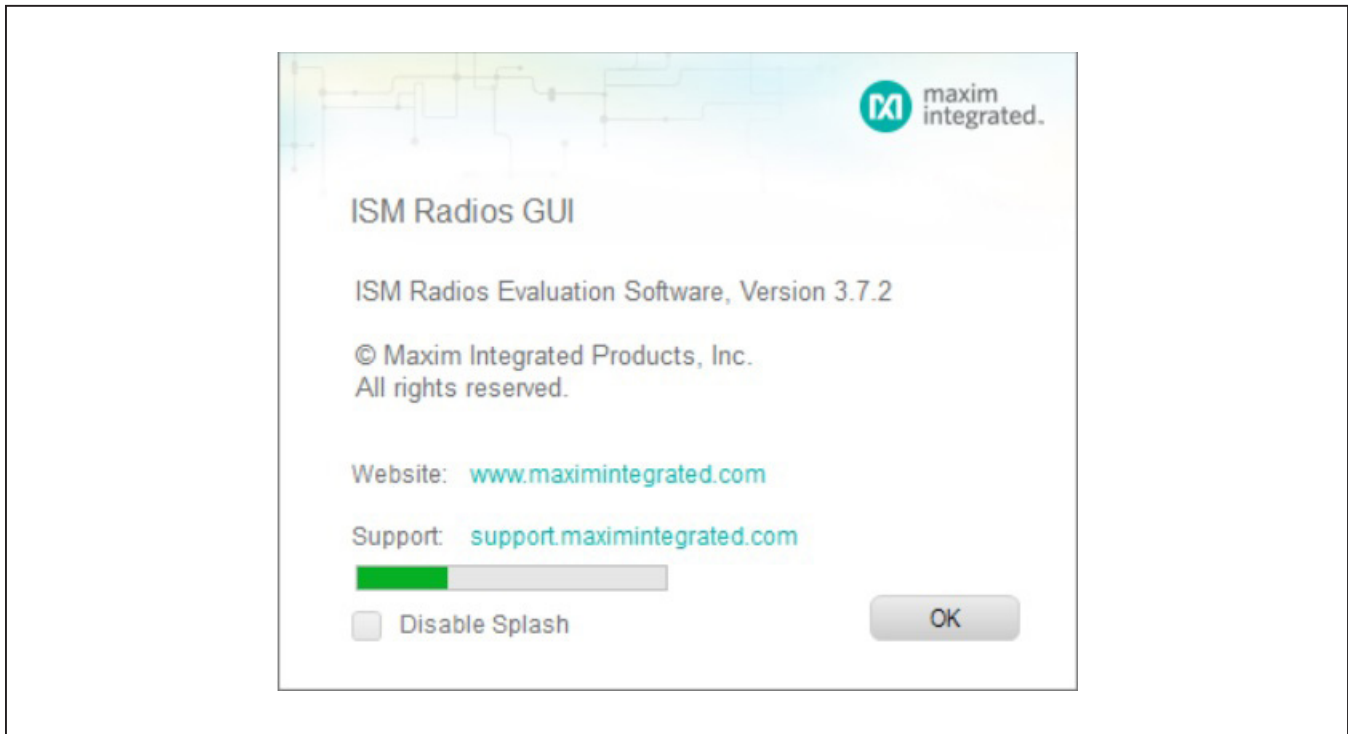 maxim
integrated.
ISM Radios GUI
ISM Radios Evaluation Software, Version 3.7.2
© Maxim Integrated Products, Inc.
All rights reserved.
Website: www.maximintegrated.com
Support: support.maximintegrated.com
Disable Splash
OK